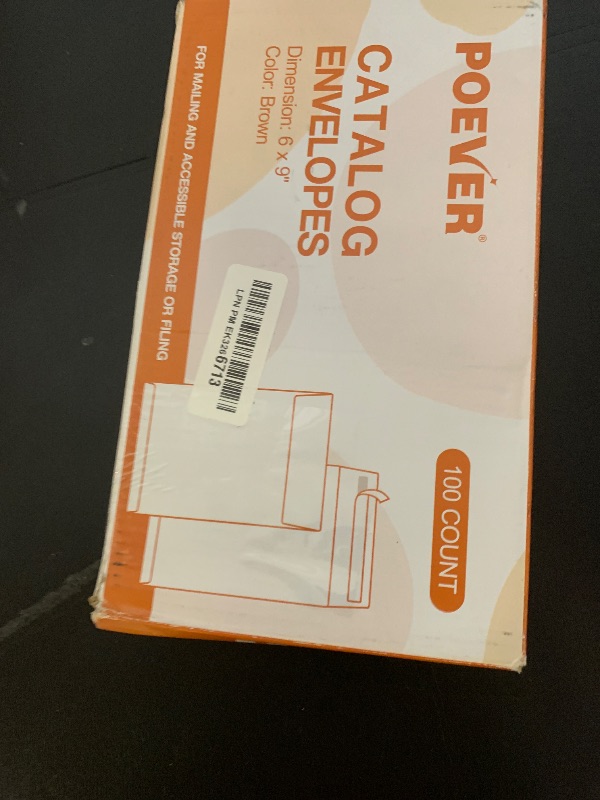 POEVER®
CATALOG
ENVELOPES
Dimension: 6 x 9"
Color: Brown
FOR MAILING AND ACCESSIBLE STORAGE OR FILING
LPN PM EK3266713
100 COUNT